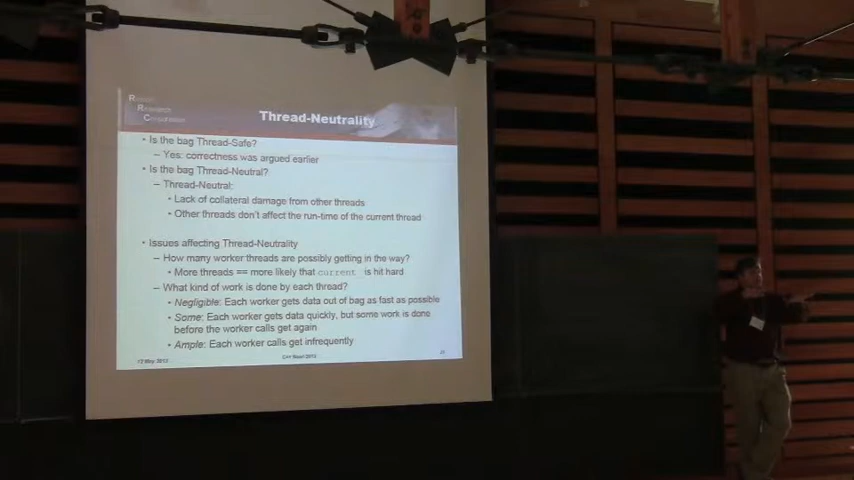 Research
Thread-Neutrality
• Is the bag Thread-Safe?
– Yes: correctness was argued earlier
• Is the bag Thread-Neutral?
– Thread-Neutral:
• Lack of collateral damage from other threads
• Other threads don't affect the run-time of the current thread
• Issues affecting Thread-Neutrality
– How many worker threads are possibly getting in the way?
• More threads == more likely that current is hit hard
– What kind of work is done by each thread?
• Negligible: Each worker gets data out of bag as fast as possible
• Some: Each worker gets data quickly, but some work is done
before the worker calls get again
• Ample: Each worker calls get infrequently
C++ Now! 2012